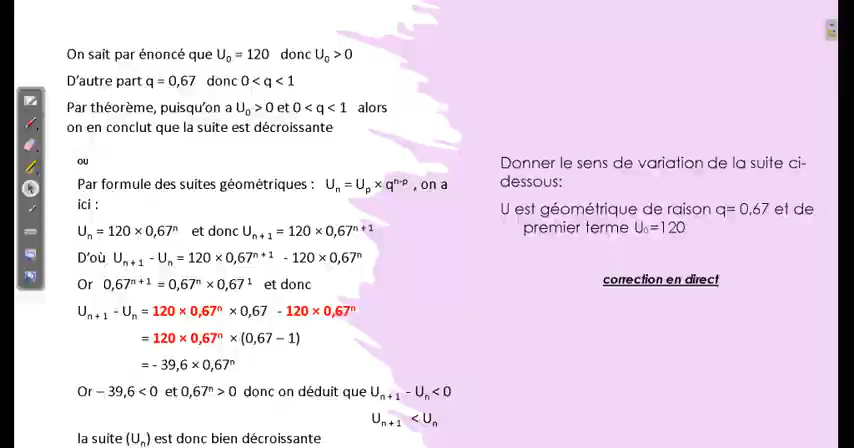 On sait par énoncé que U₀ = 120 donc U₀ > 0
D'autre part q = 0,67 donc 0 < q < 1
Par théorème, puisqu'on a U₀ > 0 et 0 < q < 1 alors
on en conclut que la suite est décroissante
ou
Par formule des suites géométriques : Uₙ = Uₚ × qⁿ⁻ᵖ , on a
ici :
Uₙ = 120 × 0,67ⁿ et donc Uₙ₊₁ = 120 × 0,67ⁿ⁺¹
D'où Uₙ₊₁ - Uₙ = 120 × 0,67ⁿ⁺¹ - 120 × 0,67ⁿ
Or 0,67ⁿ⁺¹ = 0,67ⁿ × 0,67¹ et donc
Uₙ₊₁ - Uₙ = 120 × 0,67ⁿ × 0,67 - 120 × 0,67ⁿ
= 120 × 0,67ⁿ × (0,67 – 1)
= - 39,6 × 0,67ⁿ
Or – 39,6 < 0 et 0,67ⁿ > 0 donc on déduit que Uₙ₊₁ - Uₙ < 0
Uₙ₊₁ < Uₙ
la suite (Uₙ) est donc bien décroissante
Donner le sens de variation de la suite ci-
dessous:
U est géométrique de raison q= 0,67 et de
premier terme U₀=120
correction en direct